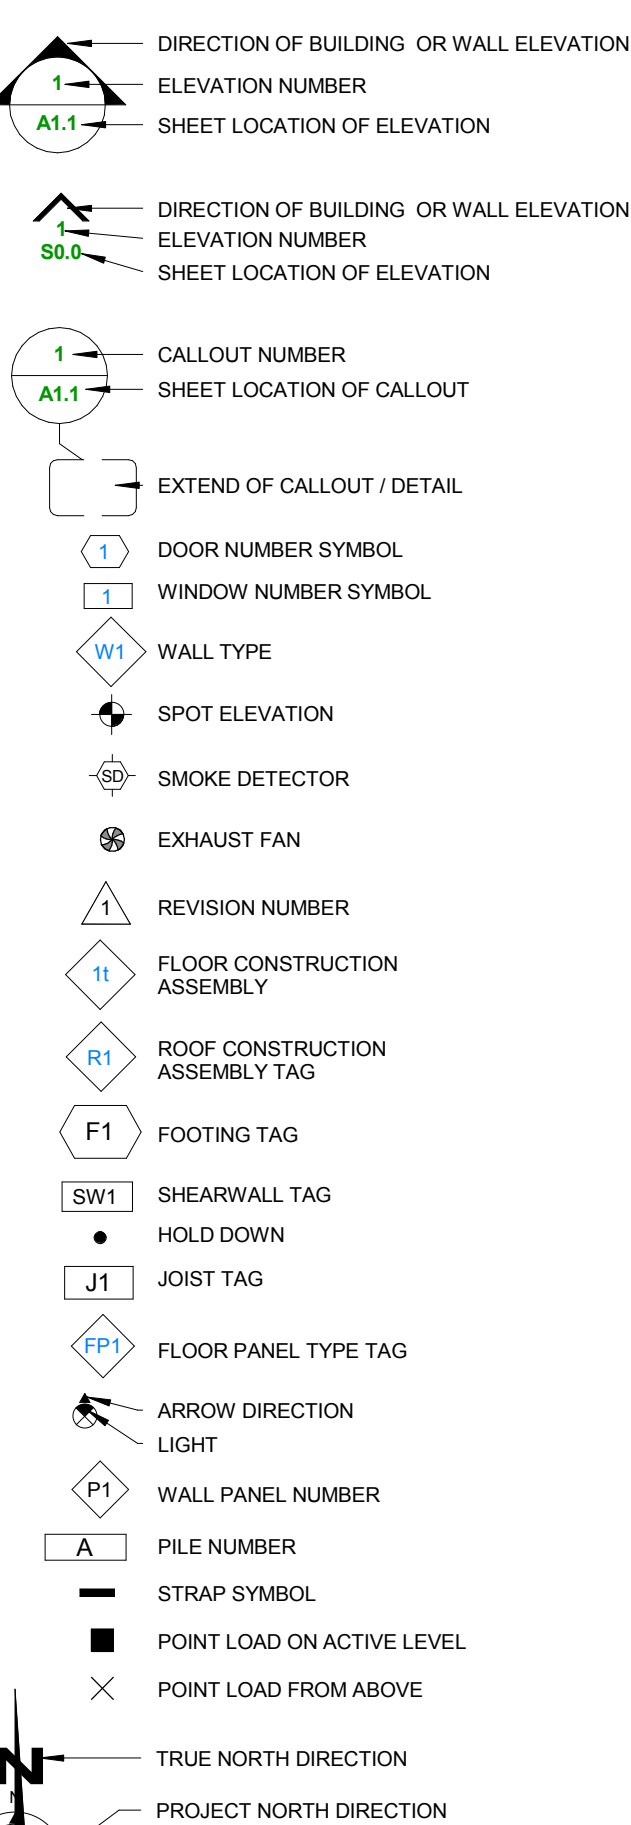 DIRECTION OF BUILDING OR WALL ELEVATION
1 ELEVATION NUMBER
A1.1 SHEET LOCATION OF ELEVATION
DIRECTION OF BUILDING OR WALL ELEVATION
1 ELEVATION NUMBER
S0.0 SHEET LOCATION OF ELEVATION
1 CALLOUT NUMBER
A1.1 SHEET LOCATION OF CALLOUT
EXTEND OF CALLOUT / DETAIL
1 DOOR NUMBER SYMBOL
1 WINDOW NUMBER SYMBOL
W1 WALL TYPE
SPOT ELEVATION
SD SMOKE DETECTOR
EXHAUST FAN
1 REVISION NUMBER
1t FLOOR CONSTRUCTION
ASSEMBLY
R1 ROOF CONSTRUCTION
ASSEMBLY TAG
F1 FOOTING TAG
SW1 SHEARWALL TAG
HOLD DOWN
J1 JOIST TAG
FP1 FLOOR PANEL TYPE TAG
ARROW DIRECTION
LIGHT
P1 WALL PANEL NUMBER
A PILE NUMBER
STRAP SYMBOL
POINT LOAD ON ACTIVE LEVEL
POINT LOAD FROM ABOVE
N TRUE NORTH DIRECTION
N
PROJECT NORTH DIRECTION